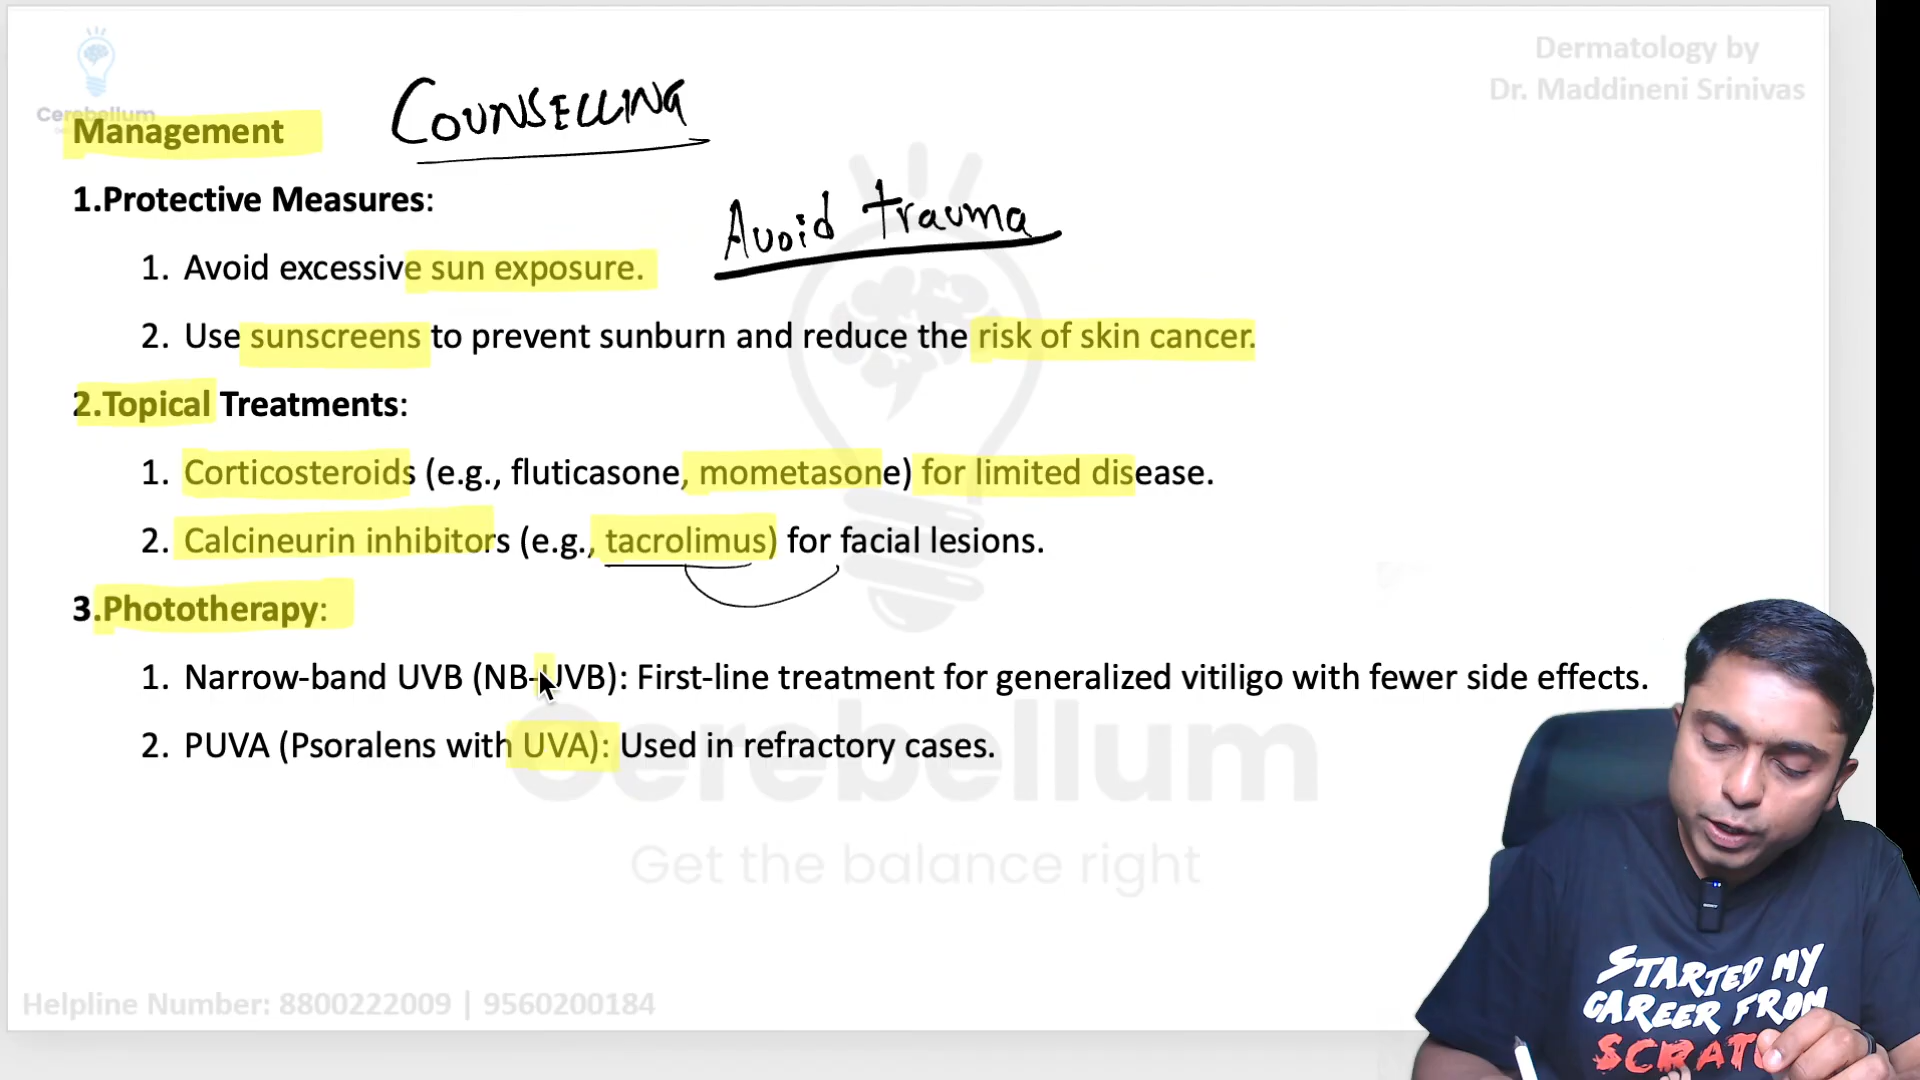 Dermatology by
Dr. Maddineni Srinivas
Cerebellum
COUNSELLING
Management
1.Protective Measures:
Avoid trauma
1. Avoid excessive sun exposure.
2. Use sunscreens to prevent sunburn and reduce the risk of skin cancer.
2.Topical Treatments:
1. Corticosteroids (e.g., fluticasone, mometasone) for limited disease.
2. Calcineurin inhibitors (e.g., tacrolimus) for facial lesions.
3.Phototherapy:
1. Narrow-band UVB (NB-UVB): First-line treatment for generalized vitiligo with fewer side effects.
2. PUVA (Psoralens with UVA): Used in refractory cases.
Cerebellum
Get the balance right
STARTED MY
CAREER FROM
SCRATC
Helpline Number: 8800222009 | 9560200184